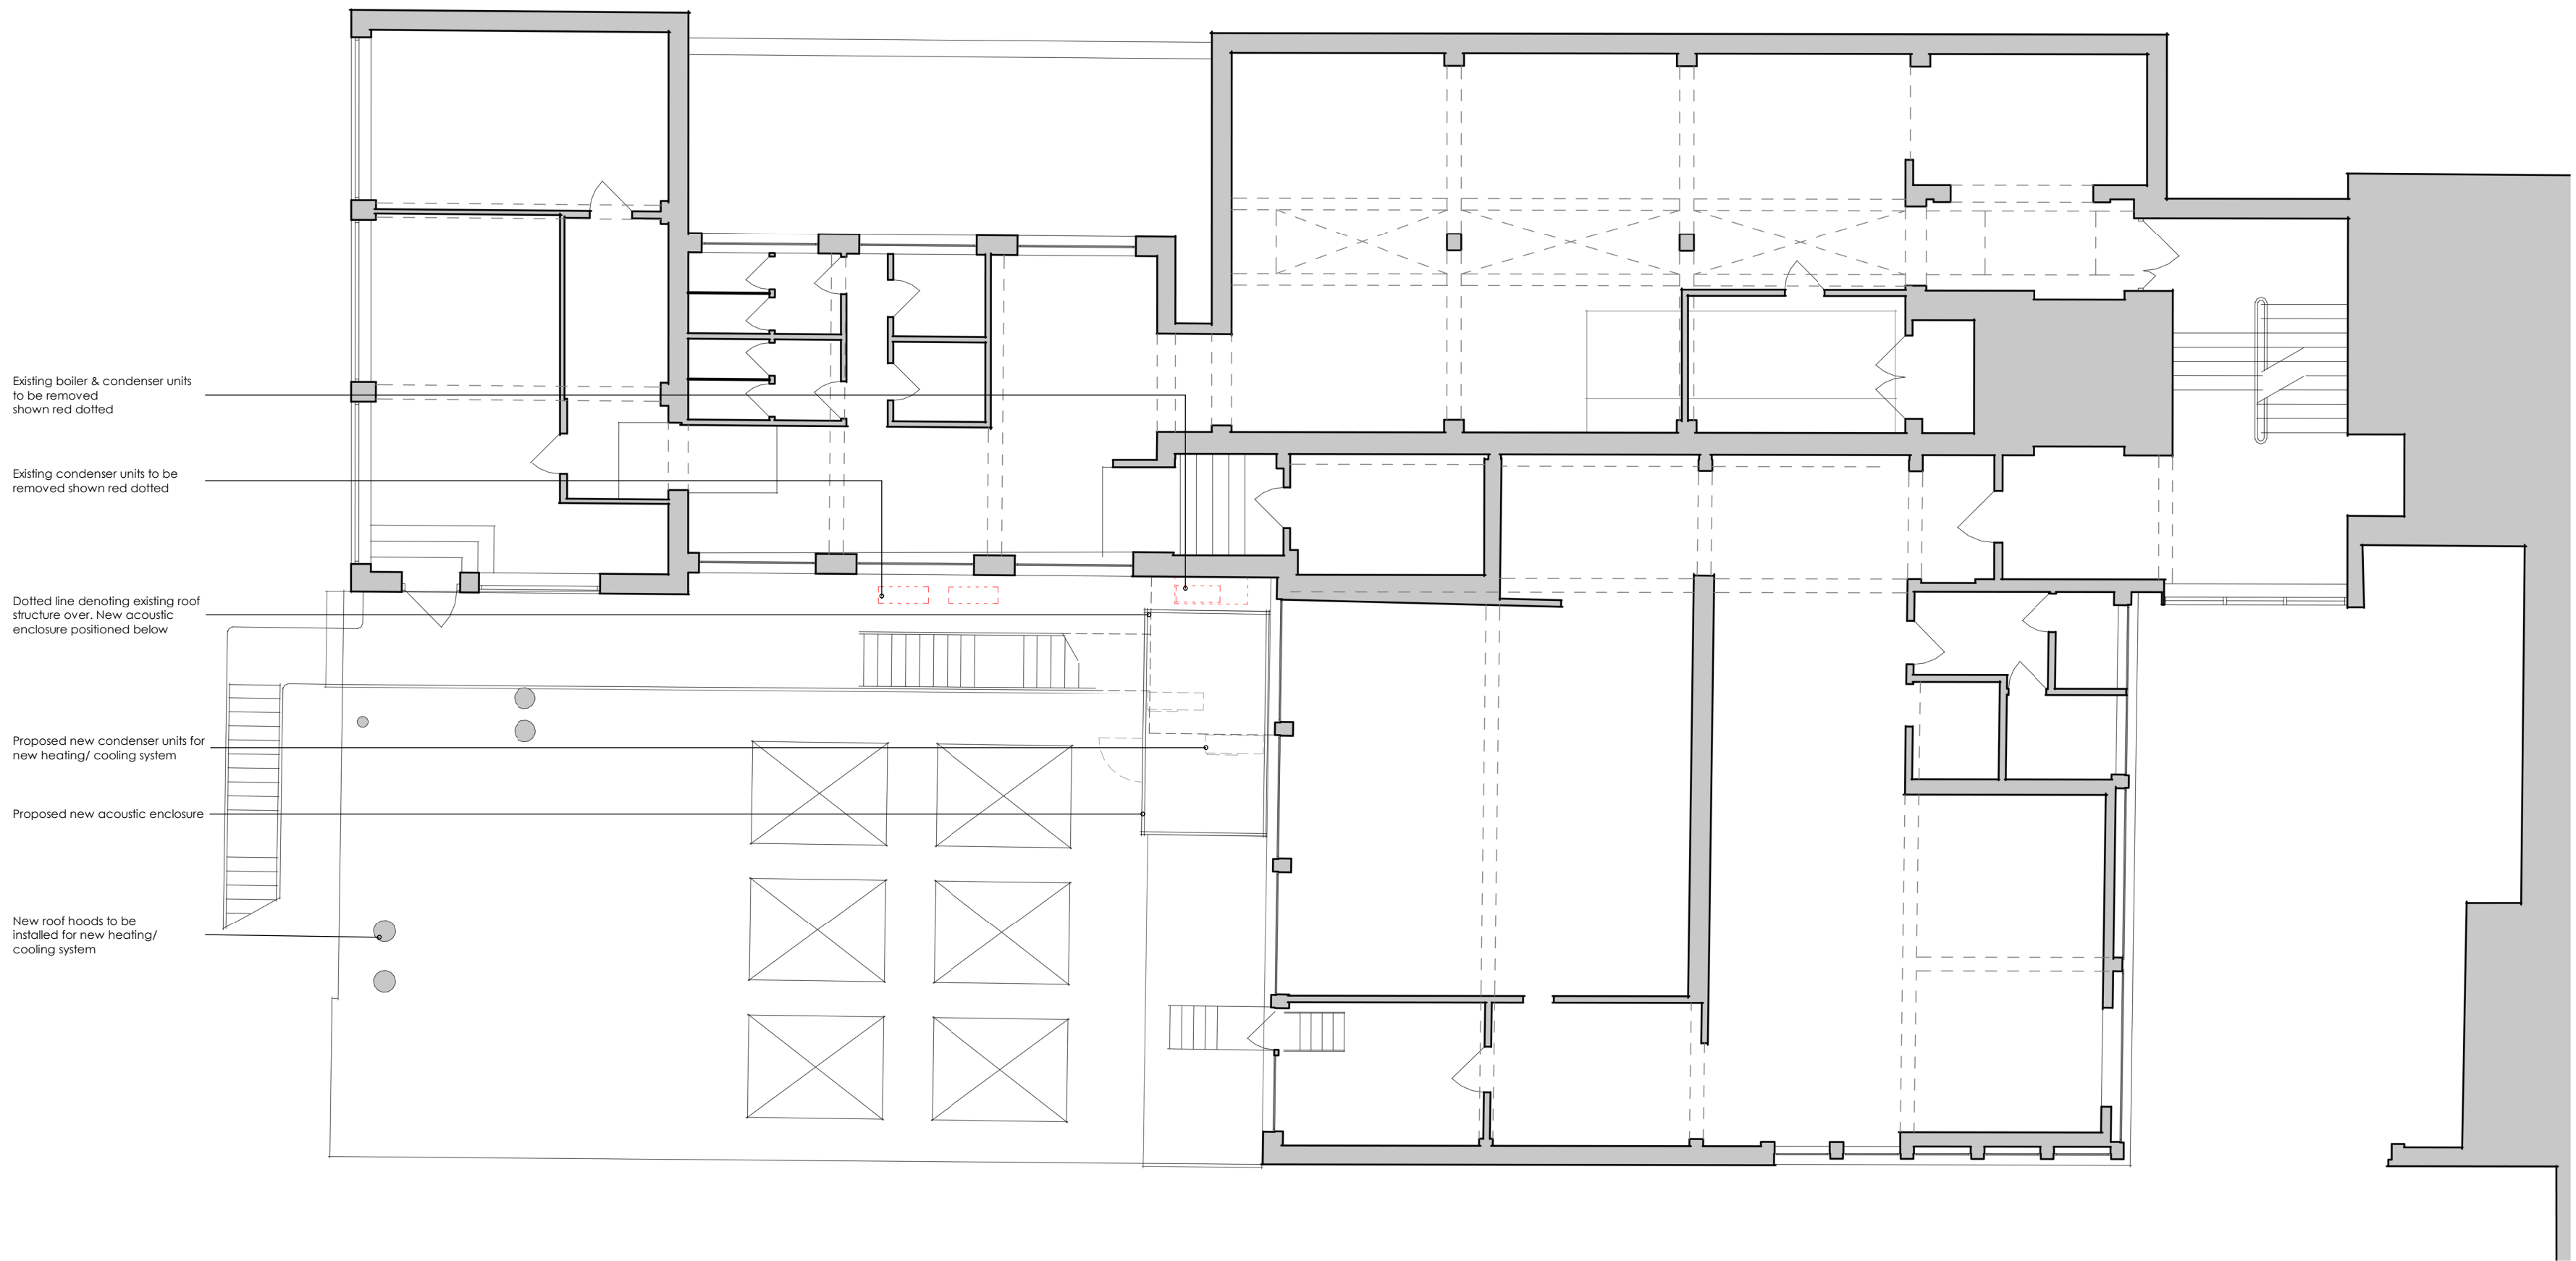 Existing boiler & condenser units
to be removed
shown red dotted
Existing condenser units to be
removed shown red dotted
Dotted line denoting existing roof
structure over. New acoustic
enclosure positioned below
Proposed new condenser units for
new heating/ cooling system
Proposed new acoustic enclosure
New roof hoods to be
installed for new heating/
cooling system